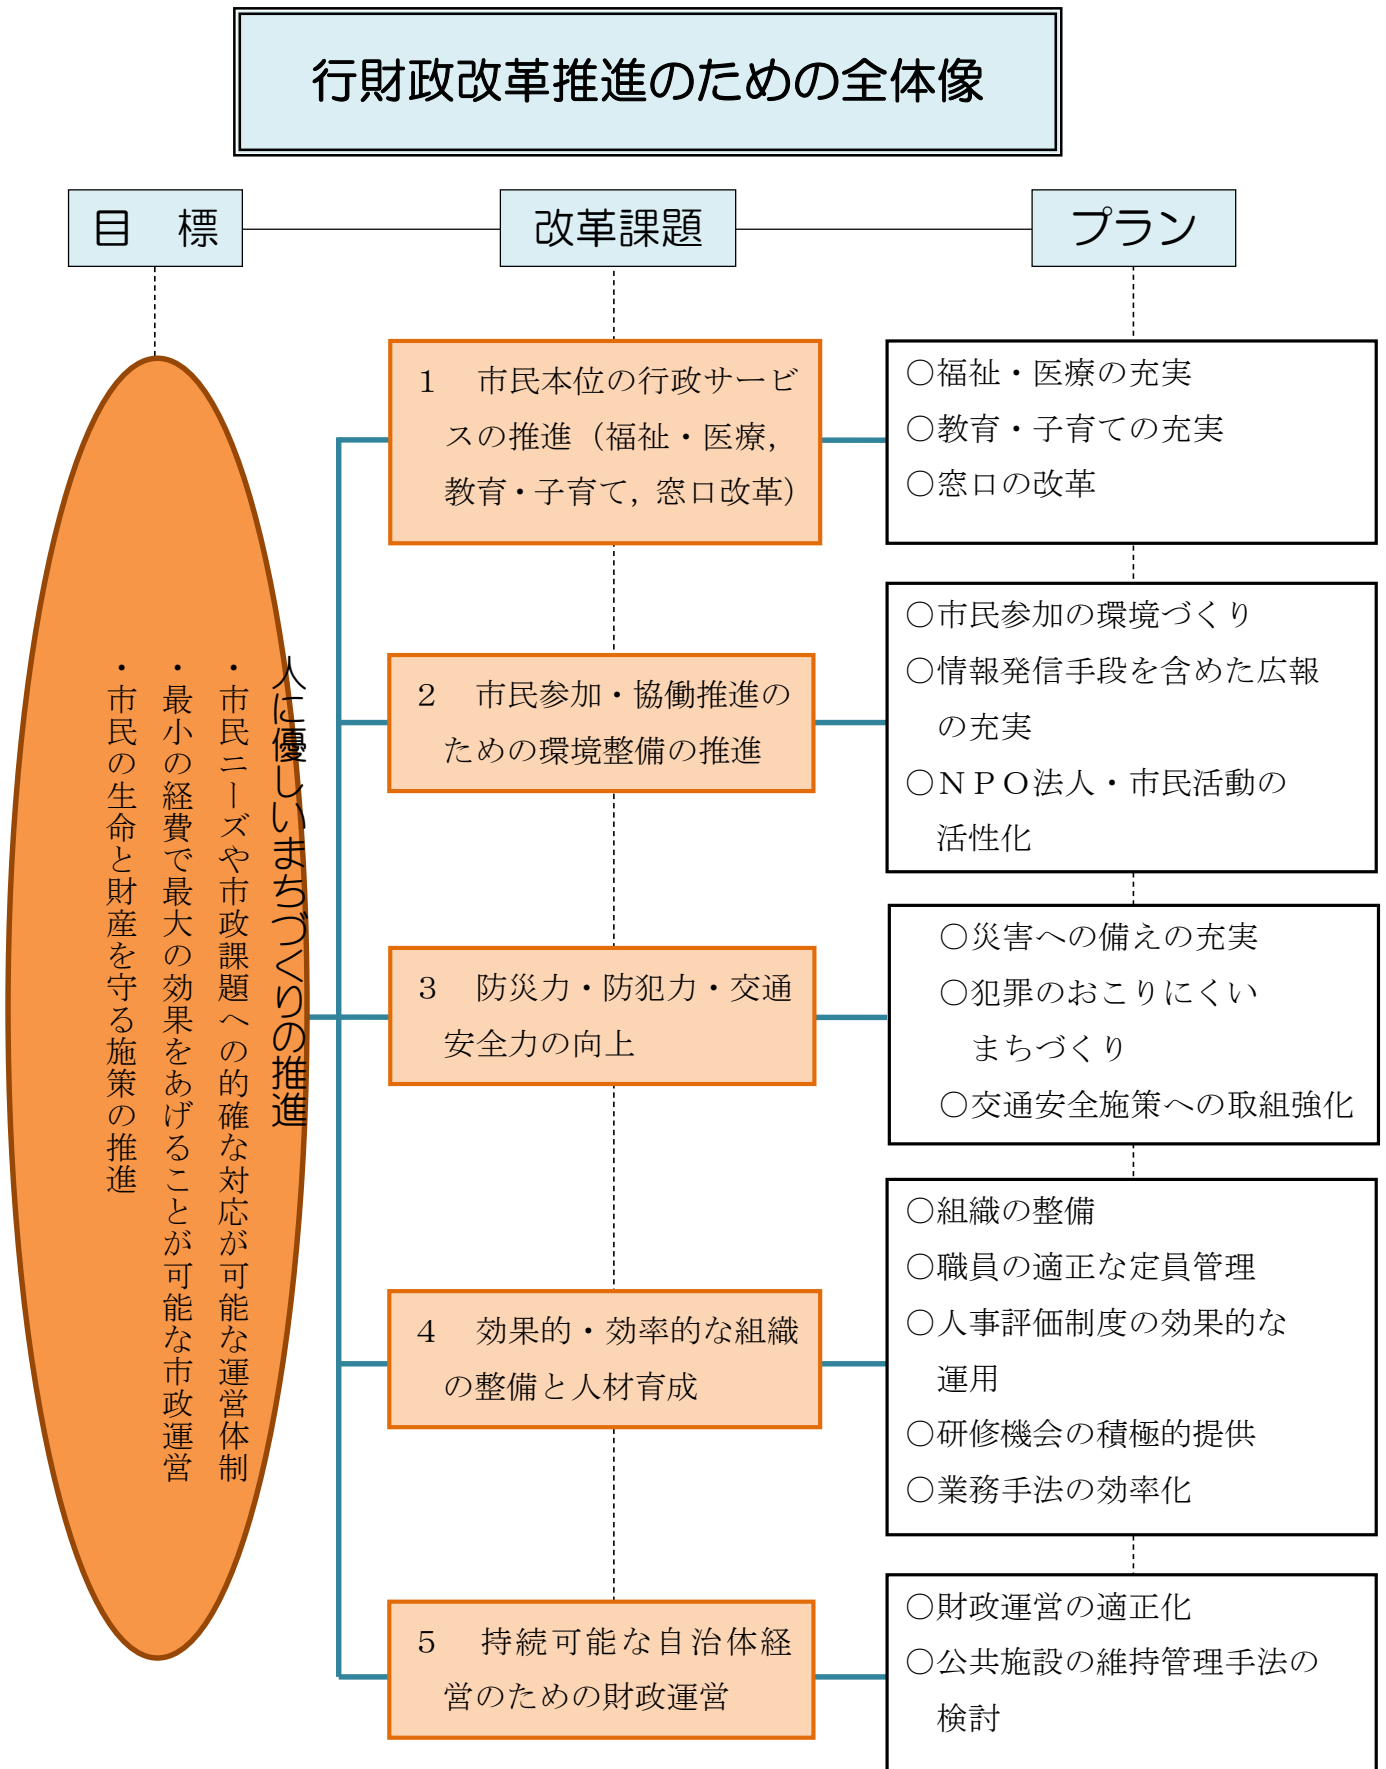 行財政改革推進のための全体像
目　標
改革課題
プラン
人に優しいまちづくりの推進
・市民ニーズや市政課題への的確な対応が可能な運営体制
・最小の経費で最大の効果をあげることが可能な市政運営
・市民の生命と財産を守る施策の推進
１　市民本位の行政サービ
スの推進（福祉・医療，
教育・子育て，窓口改革）
○福祉・医療の充実
○教育・子育ての充実
○窓口の改革
２　市民参加・協働推進の
ための環境整備の推進
○市民参加の環境づくり
○情報発信手段を含めた広報
の充実
○ＮＰＯ法人・市民活動の
活性化
３　防災力・防犯力・交通
安全力の向上
○災害への備えの充実
○犯罪のおこりにくい
まちづくり
○交通安全施策への取組強化
４　効果的・効率的な組織
の整備と人材育成
○組織の整備
○職員の適正な定員管理
○人事評価制度の効果的な
運用
○研修機会の積極的提供
○業務手法の効率化
５　持続可能な自治体経
営のための財政運営
○財政運営の適正化
○公共施設の維持管理手法の
検討